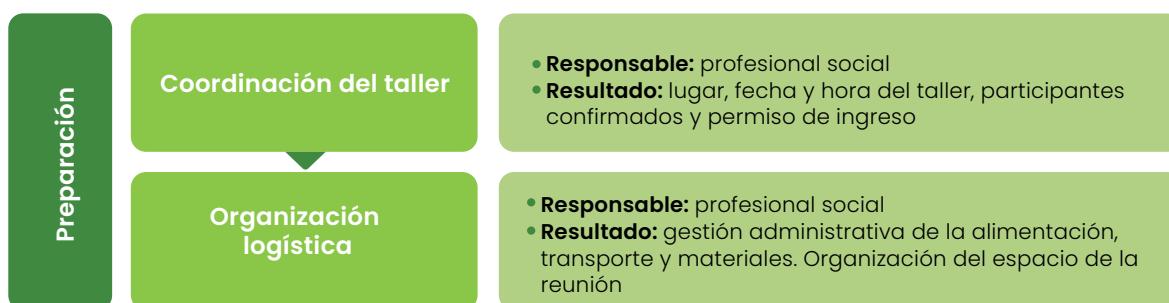 Preparación
Coordinación del taller
• Responsable: profesional social
• Resultado: lugar, fecha y hora del taller, participantes
confirmados y permiso de ingreso
Organización
logística
• Responsable: profesional social
• Resultado: gestión administrativa de la alimentación,
transporte y materiales. Organización del espacio de la
reunión